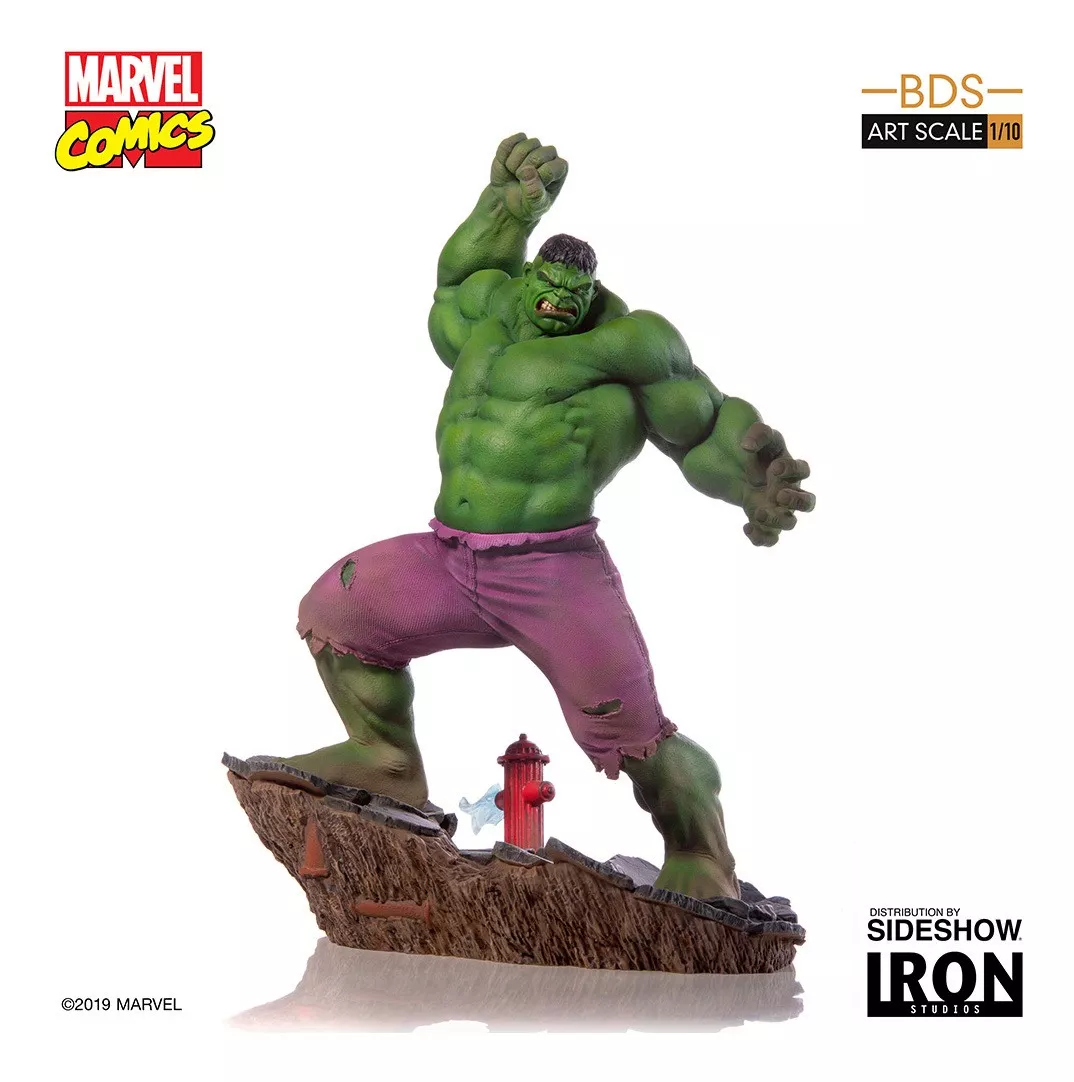 MARVEL
COMICS
BDS
ART SCALE 1/10
DISTRIBUTION BY
SIDESHOW
IRON
STUDIOS
©2019 MARVEL